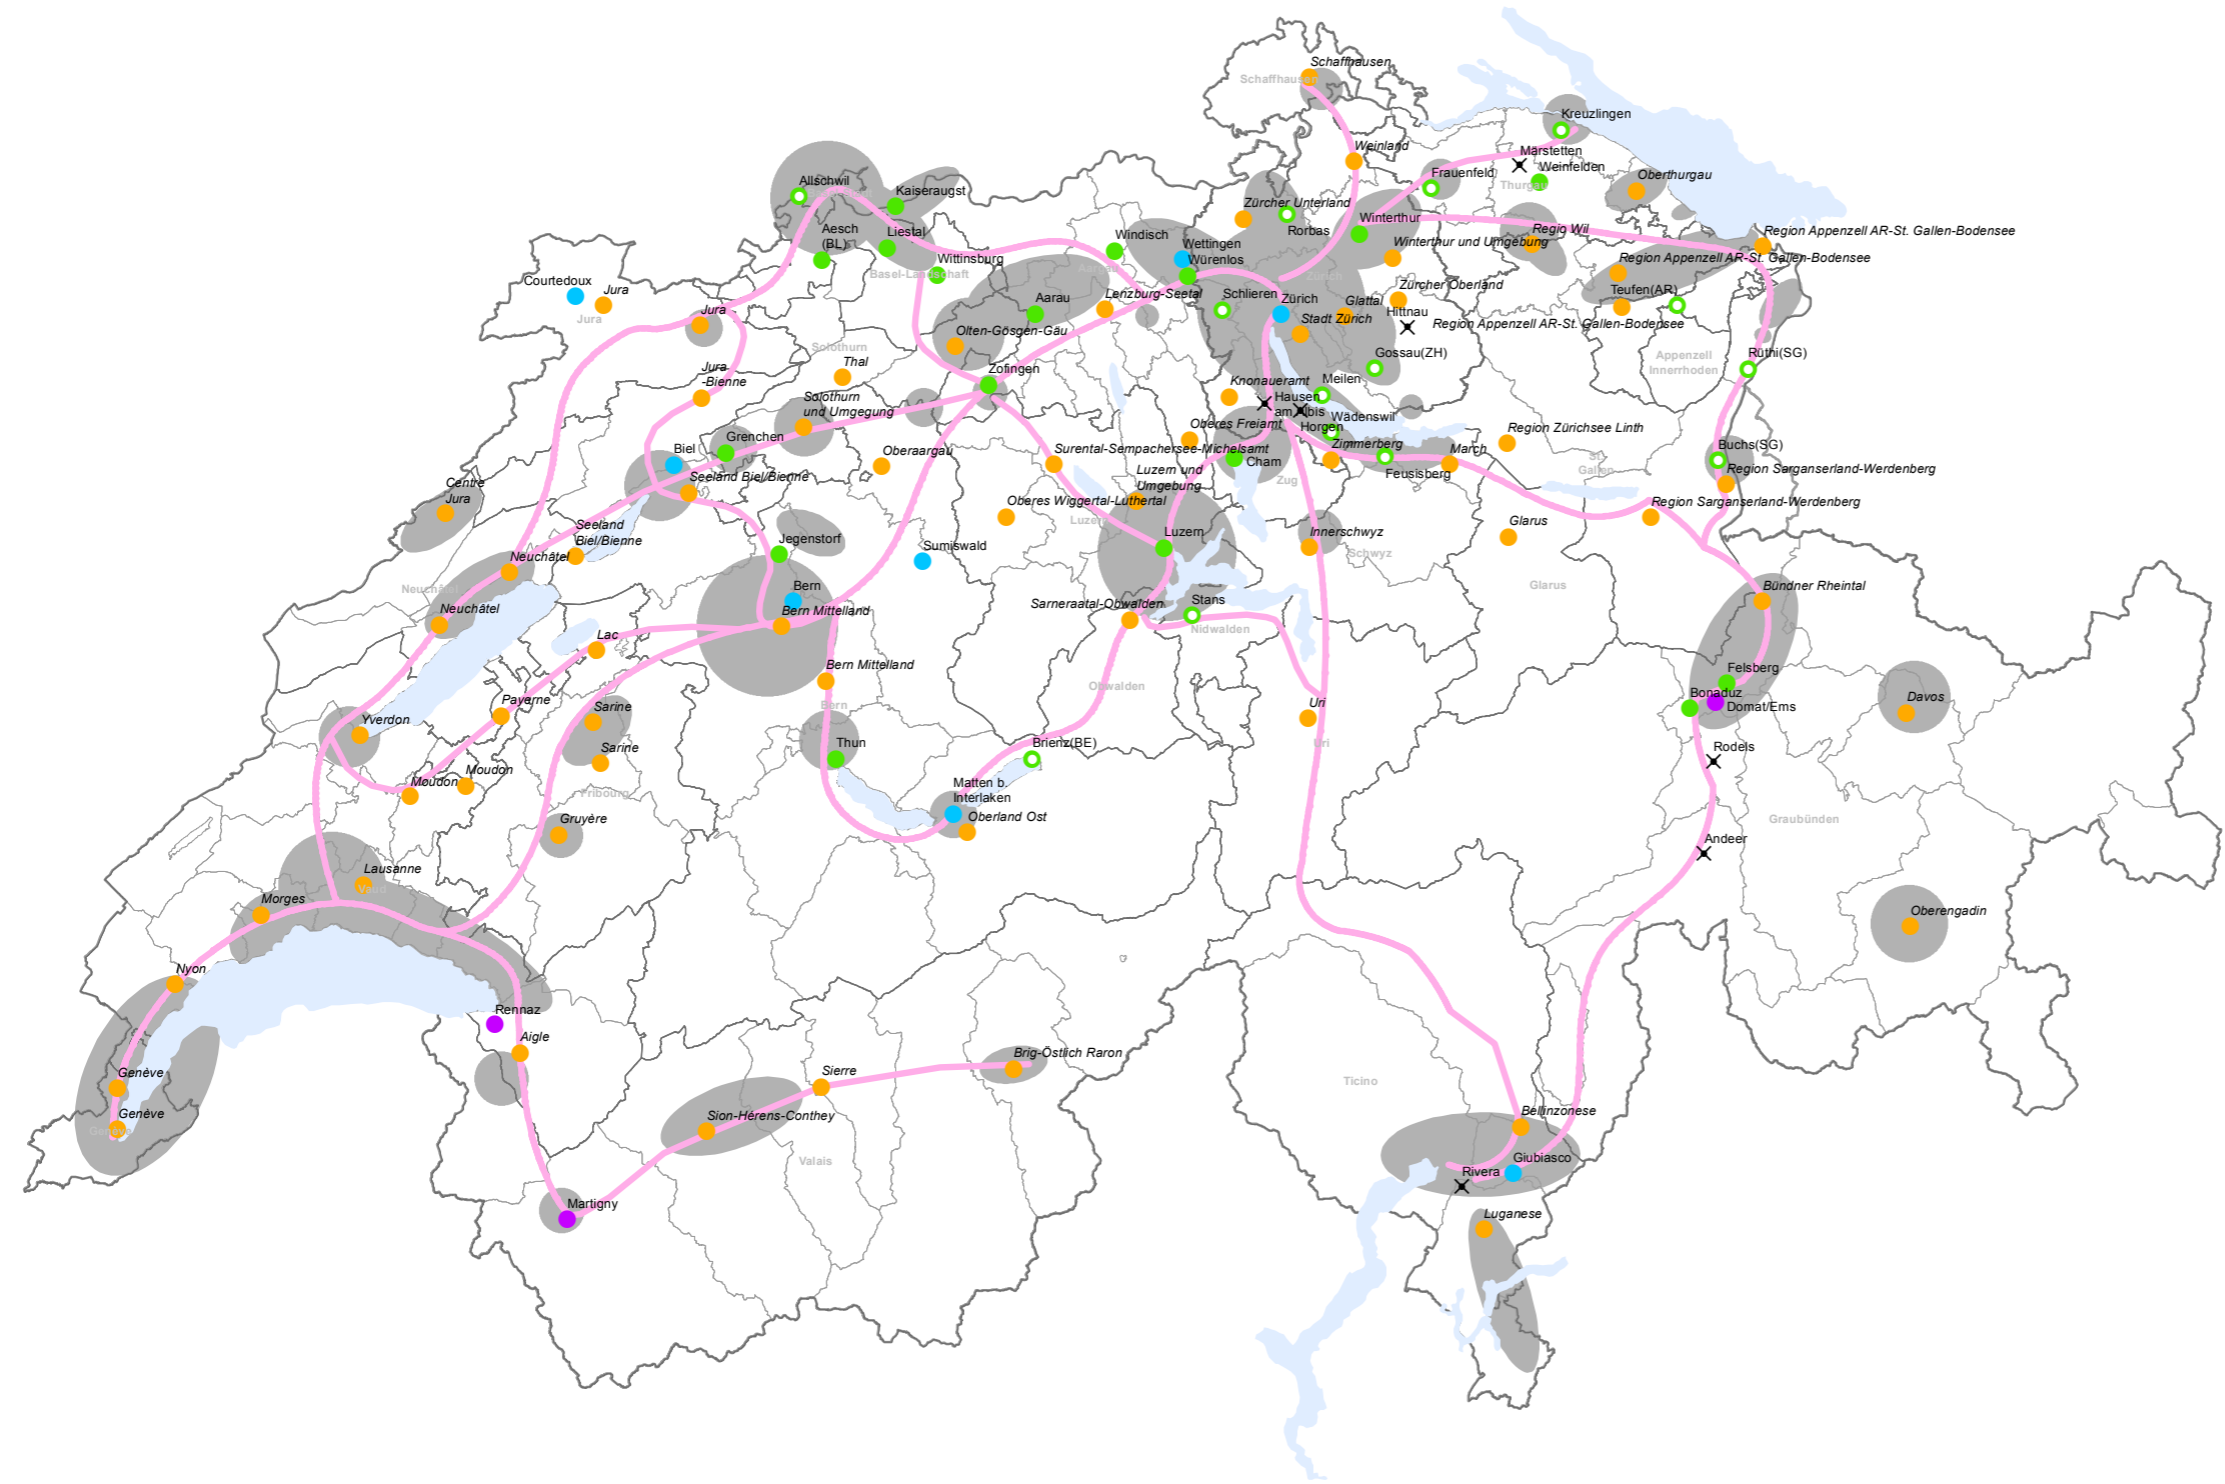 Schaffhausen
Schaffhausen
Kreuzlingen
Weinland
Märstetten
Weinfelden
Frauenfeld
Thurgau
Oberthurgau
Allschwil
Kaiseraugst
Zürcher Unterland
Rorbas
Winterthur
Aesch
(BL)
Liestal
Windisch
Wettingen
Würenlos
Winterthur und Umgebung
Regio Wil
Region Appenzell AR-St. Gallen-Bodensee
Region Appenzell AR-St. Gallen-Bodensee
Wittinsburg
Basel-Landschaft
Aargau
Zürich
Courtedoux
Jura
Jura
Jura
Aarau
Lenzburg-Seetal
Schlieren
Zürich
Glattal
Zürcher Oberland
Hittnau
Teufen(AR)
Region Appenzell AR-St. Gallen-Bodensee
Stadt Zürich
Olten-Gösgen-Gäu
Solothurn
Thal
Gossau(ZH)
Appenzell
Innerrhoden
Rüthi(SG)
Jura
-Bienne
Zofingen
Knonaueramt
Meilen
Solothurn
und Umgegung
Hausen
am Albis
Horgen
Wädenswil
Oberes Freiamt
Grenchen
Biel
Oberaargau
Surental-Sempachersee-Michelsamt
Cham
Zimmerberg
Feusisberg
March
Region Zürichsee Linth
St.
Gallen
Buchs(SG)
Region Sarganserland-Werdenberg
Region Sarganserland-Werdenberg
Centre
Jura
Seeland Biel/Bienne
Luzern und
Umgebung
Oberes Wiggertal-Luthertal
Luzern
Zug
Seeland
Biel/Bienne
Jegenstorf
Sumiswald
Luzern
Innerschwyz
Schwyz
Glarus
Glarus
Neuchâtel
Neuchâtel
Neuchâtel
Bern
Bern Mittelland
Sarneraatal-Obwalden
Stans
Nidwalden
Bündner Rheintal
Lac
Bern Mittelland
Bern
Obwalden
Uri
Uri
Felsberg
Bonaduz
Domat/Ems
Davos
Payerne
Sarine
Sarine
Yverdon
Thun
Brienz(BE)
Rodels
Moudon
Moudon
Fribourg
Matten b.
Interlaken
Oberland Ost
Gruyère
Graubünden
Andeer
Lausanne
Vaud
Morges
Oberengadin
Nyon
Rennaz
Aigle
Genève
Genève
Genève
Sierre
Brig-Östlich Raron
Sion-Hérens-Conthey
Valais
Martigny
Ticino
Bellinzonese
Giubiasco
Rivera
Luganese